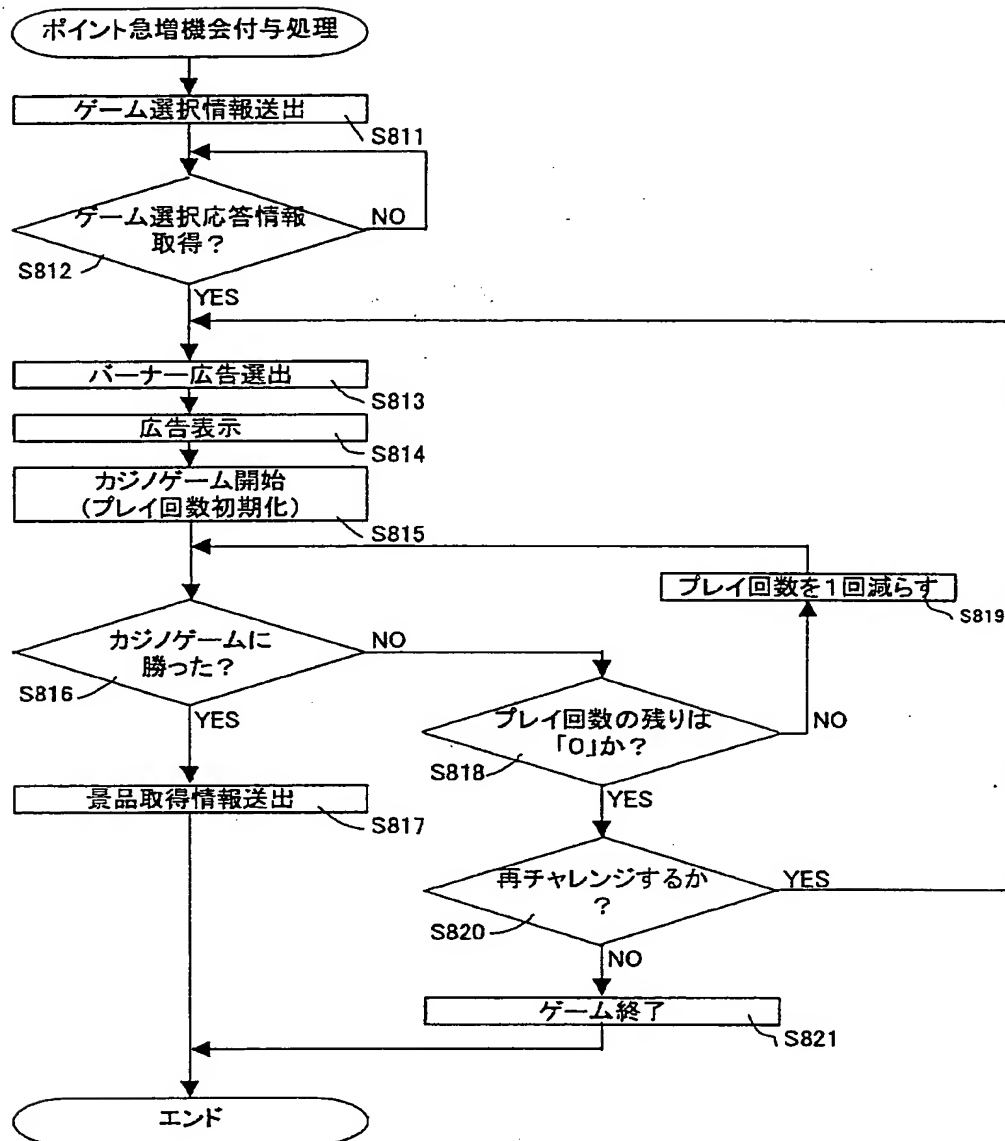 ポイント急増機会付与処理
ゲーム選択情報送出
S811
ゲーム選択応答情報
取得？
NO
S812
YES
バーナー広告選出
S813
広告表示
S814
カジノゲーム開始
(プレイ回数初期化)
S815
プレイ回数を1回減らす
S819
カジノゲームに
勝った？
NO
S816
YES
プレイ回数の残りは
「0」か？
NO
S818
YES
景品取得情報送出
S817
再チャレンジするか
？
YES
S820
NO
ゲーム終了
S821
エンド